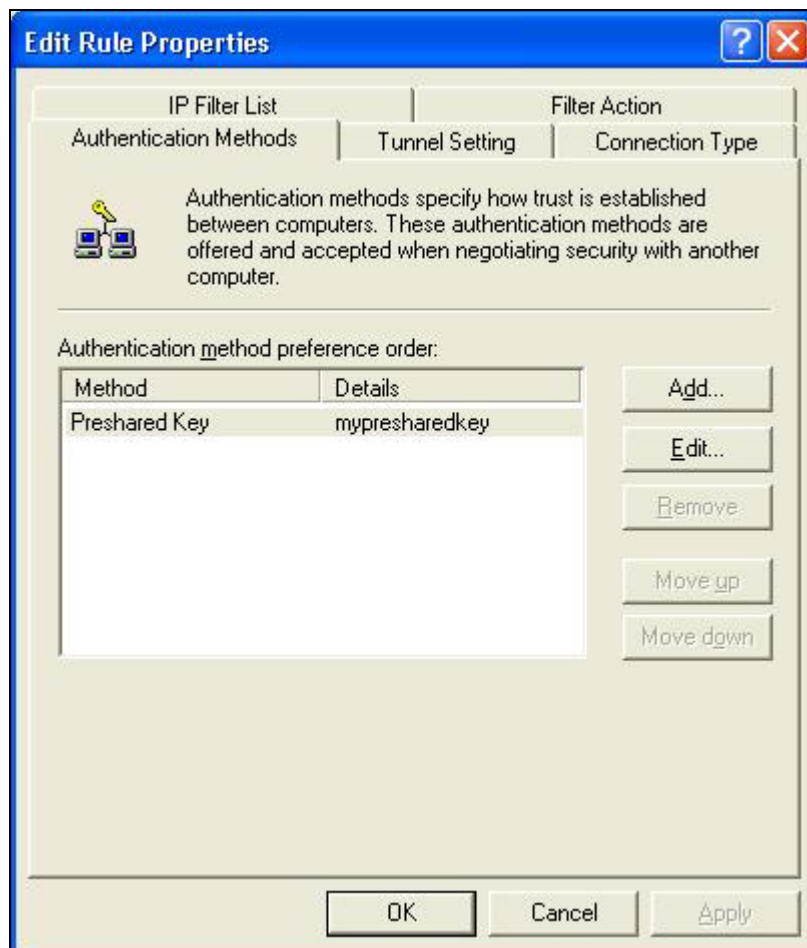 Edit Rule Properties
IP Filter List
Filter Action
Authentication Methods
Tunnel Setting
Connection Type
Authentication methods specify how trust is established
between computers. These authentication methods are
offered and accepted when negotiating security with another
computer.
Authentication method preference order:
Method Details
Preshared Key mypresharedkey
Add...
Edit...
Remove
Move up
Move down
OK
Cancel
Apply